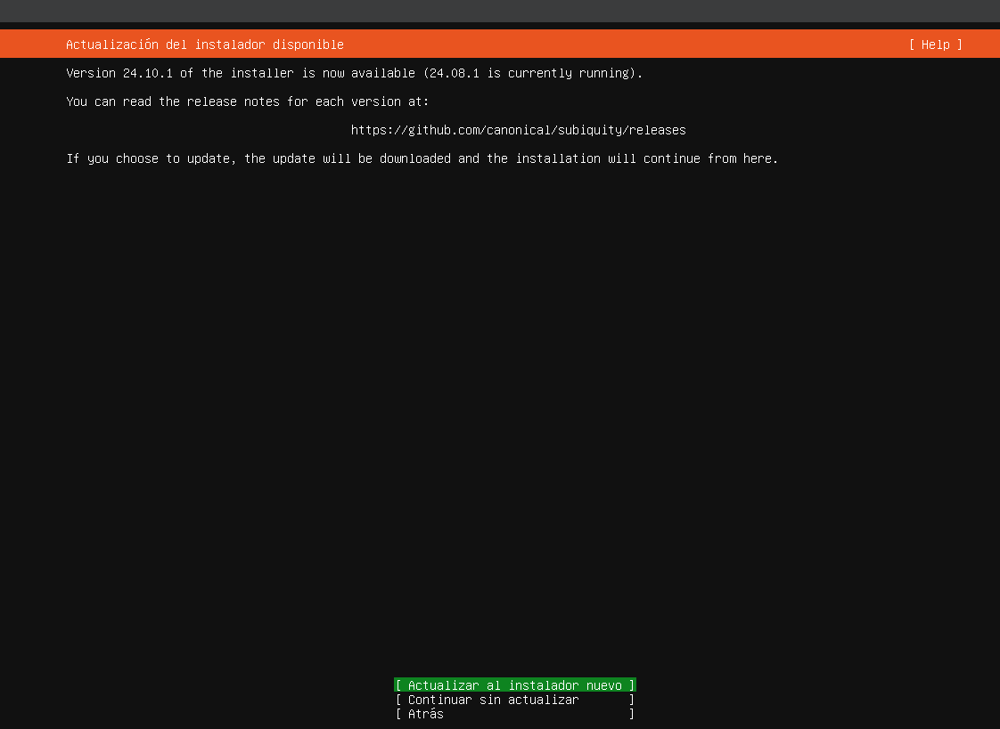 Actualización del instalador disponible [ Help ]
Version 24.10.1 of the installer is now available (24.08.1 is currently running).
You can read the release notes for each version at:
https://github.com/canonical/subiquity/releases
If you choose to update, the update will be downloaded and the installation will continue from here.
[ Actualizar al instalador nuevo ]
[ Continuar sin actualizar ]
[ Atrás ]